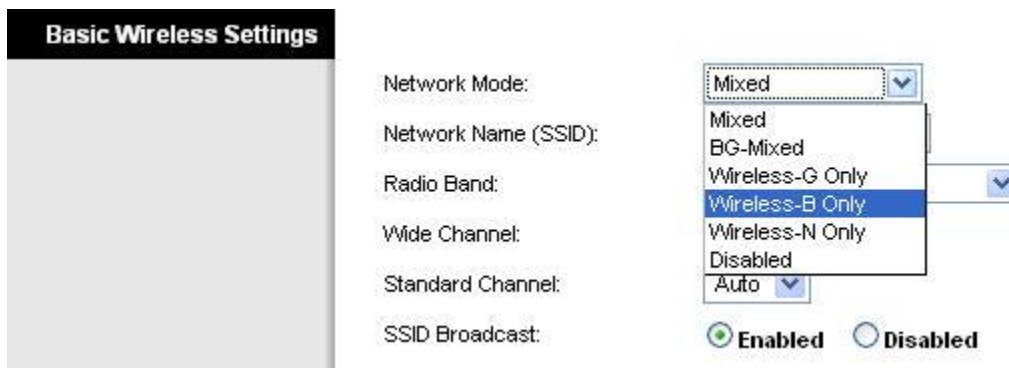 Basic Wireless Settings
Network Mode:
Mixed
Mixed
BG-Mixed
Wireless-G Only
Wireless-B Only
Wireless-N Only
Disabled
Network Name (SSID):
Radio Band:
Wide Channel:
Standard Channel:
Auto
SSID Broadcast:
Enabled Disabled